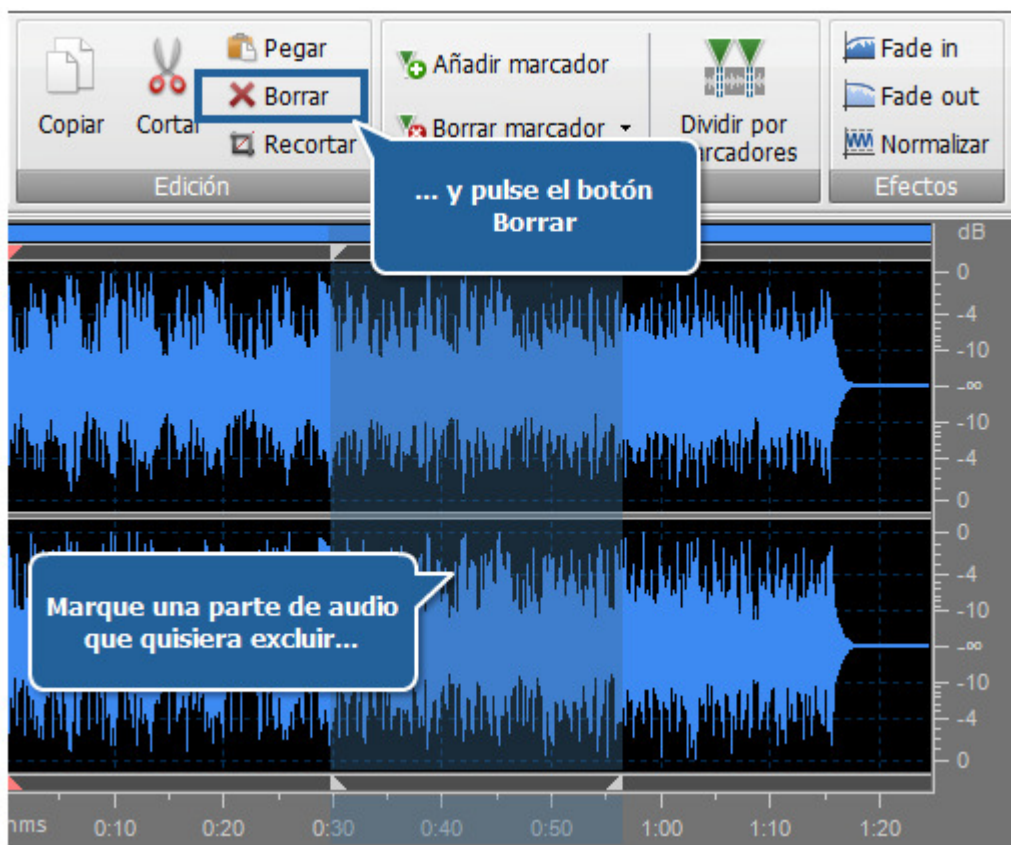 Copiar
Cortar
Pegar
Borrar
Recortar
Edición
Añadir marcador
Borrar marcador
Dividir por
arcadores
Fade in
Fade out
Normalizar
Efectos
... y pulse el botón
Borrar
dB
0
-4
-10
-∞
-10
-4
0
0
-4
-10
-∞
-10
-4
0
Marque una parte de audio
que quisiera excluir...
hms 0:10 0:20 0:30 0:40 0:50 1:00 1:10 1:20